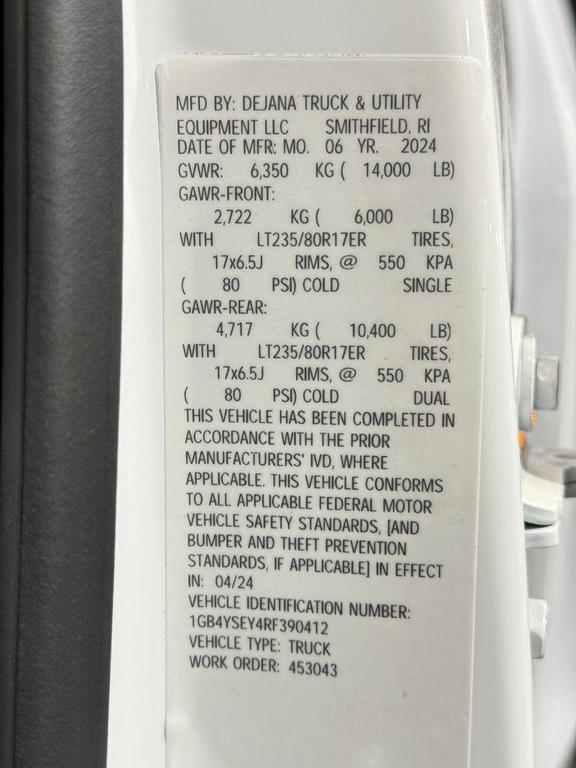 MFD BY: DEJANA TRUCK & UTILITY
EQUIPMENT LLC SMITHFIELD, RI
DATE OF MFR: MO. 06 YR. 2024
GVWR: 6,350 KG ( 14,000 LB)
GAWR-FRONT:
2,722 KG ( 6,000 LB)
WITH LT235/80R17ER TIRES,
17x6.5J RIMS, @ 550 KPA
( 80 PSI) COLD SINGLE
GAWR-REAR:
4,717 KG ( 10,400 LB)
WITH LT235/80R17ER TIRES,
17x6.5J RIMS, @ 550 KPA
( 80 PSI) COLD DUAL
THIS VEHICLE HAS BEEN COMPLETED IN
ACCORDANCE WITH THE PRIOR
MANUFACTURERS' IVD, WHERE
APPLICABLE. THIS VEHICLE CONFORMS
TO ALL APPLICABLE FEDERAL MOTOR
VEHICLE SAFETY STANDARDS, [AND
BUMPER AND THEFT PREVENTION
STANDARDS, IF APPLICABLE] IN EFFECT
IN: 04/24
VEHICLE IDENTIFICATION NUMBER:
1GB4YSEY4RF390412
VEHICLE TYPE: TRUCK
WORK ORDER: 453043